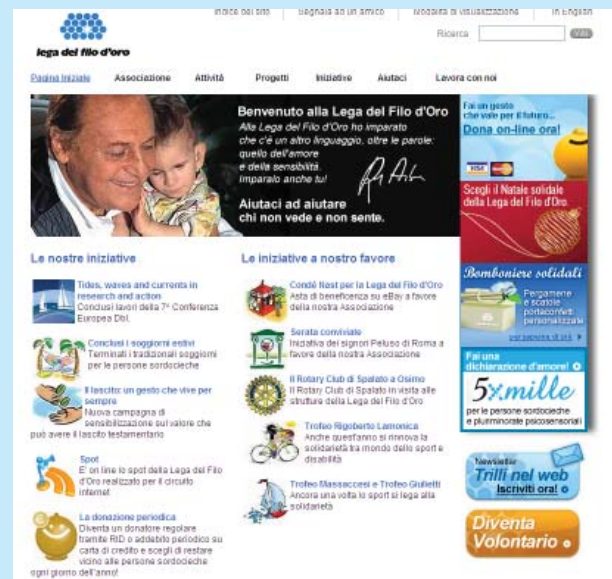 Indice del sito
Segnala ad un amico
Modalità di visualizzazione
In English
Ricerca
lega del filo d'oro
Pagina Iniziale
Associazione
Attività
Progetti
Iniziative
Aiutaci
Lavora con noi
Benvenuto alla Lega del Filo d'Oro
Alla Lega del Filo d'Oro ho imparato
che c'è un altro linguaggio, oltre le parole:
quello dell'amore
e della sensibilità.
Imparalo anche tu!
Aiutaci ad aiutare
chi non vede e non sente.
Fai un gesto
che vale per il futuro...
Dona on-line ora!
VISA
Scegli il Natale solidale
della Lega del Filo D'Oro.
Bomboniere solidali
Pergamene
e scatole
portaconfetti
personalizzate
Fai una
dichiarazione d'amore!
5xmille
per le persone sordocieche
e pluriminorate psicosensoriali
Newsletter
Trilli nel web
Iscriviti ora!
Diventa
Volontario
Le nostre iniziative
Tides, waves and currents in
research and action
Conclusi lavori della 7ª Conferenza
Europea DbI.
Conclusi i soggiorni estivi
Terminati i tradizionali soggiorni
per le persone sordocieche
Il lascito: un gesto che vive per
sempre
Nuova campagna di
sensibilizzazione sul valore che
può avere il lascito testamentario
Spot
E' on line lo spot della Lega del Filo
d'Oro realizzato per il circuito
internet
La donazione periodica
Diventa un donatore regolare
tramite RID o addebito periodico su
carta di credito e scegli di restare
vicino alle persone sordocieche
ogni giorno dell'anno!
Le iniziative a nostro favore
Condé Nast per la Lega del Filo d'Oro
Asta di beneficenza su eBay a favore
della nostra Associazione
Serata conviviale
Iniziativa dei signori Peluso di Roma a
favore della nostra Associazione
Il Rotary Club di Spalato a Osimo
Il Rotary Club di Spalato in visita alle
strutture della Lega del Filo d'Oro
Trofeo Rigoberto Lamonica
Anche quest'anno si rinnova la
solidarietà tra mondo dello sport e
disabilità
Trofeo Massaccesi e Trofeo Giulietti
Ancora una volta lo sport si lega alla
solidarietà